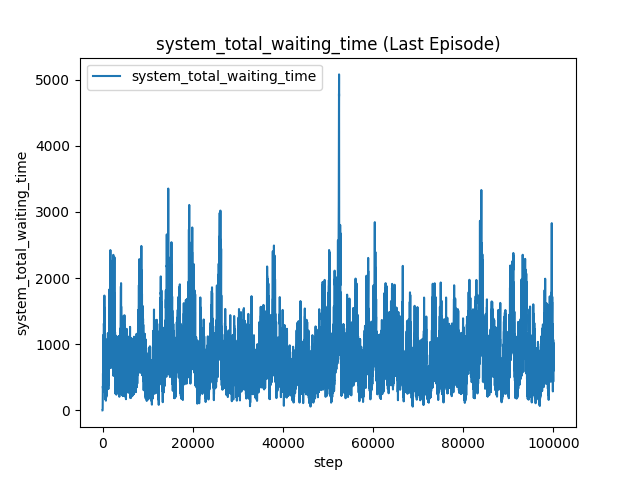 system_total_waiting_time (Last Episode)
system_total_waiting_time
system_total_waiting_time
5000
4000
3000
2000
1000
0
0 20000 40000 60000 80000 100000
step